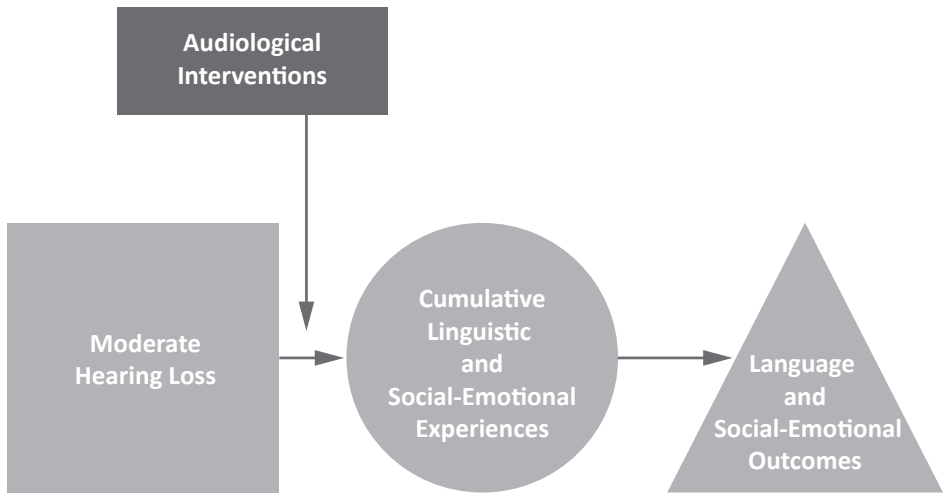 Audiological
Interventions
Moderate
Hearing Loss
Cumulative
Linguistic
and
Social-Emotional
Experiences
Language
and
Social-Emotional
Outcomes